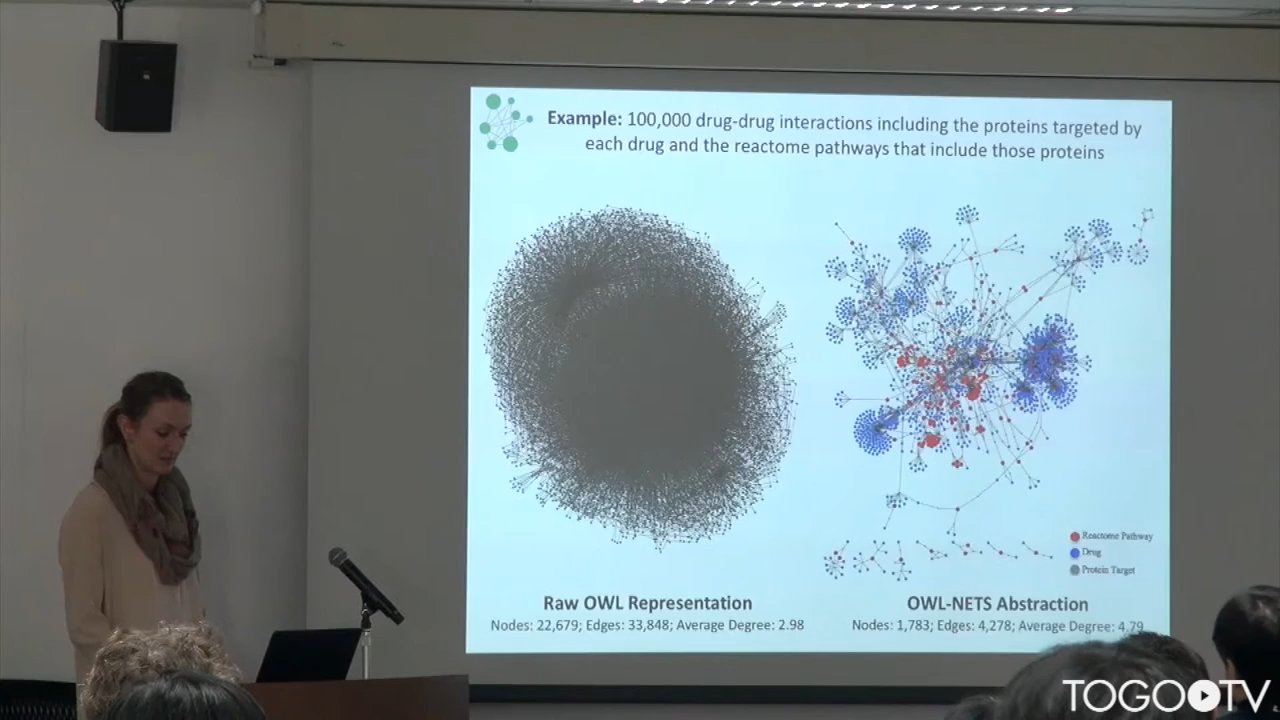 Example: 100,000 drug-drug interactions including the proteins targeted by
each drug and the reactome pathways that include those proteins
Reactome Pathway
Drug
Protein Target
Raw OWL Representation
Nodes: 22,679; Edges: 33,848; Average Degree: 2.98
OWL-NETS Abstraction
Nodes: 1,783; Edges: 4,278; Average Degree: 4.79
TOGOTV